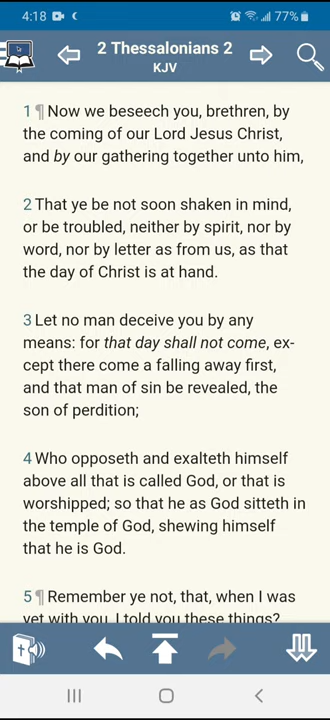 4:18 77%
2 Thessalonians 2
KJV
1 ¶ Now we beseech you, brethren, by
the coming of our Lord Jesus Christ,
and by our gathering together unto him,
2 That ye be not soon shaken in mind,
or be troubled, neither by spirit, nor by
word, nor by letter as from us, as that
the day of Christ is at hand.
3 Let no man deceive you by any
means: for that day shall not come, ex-
cept there come a falling away first,
and that man of sin be revealed, the
son of perdition;
4 Who opposeth and exalteth himself
above all that is called God, or that is
worshipped; so that he as God sitteth in
the temple of God, shewing himself
that he is God.
5 ¶ Remember ye not, that, when I was
yet with you, I told you these things?